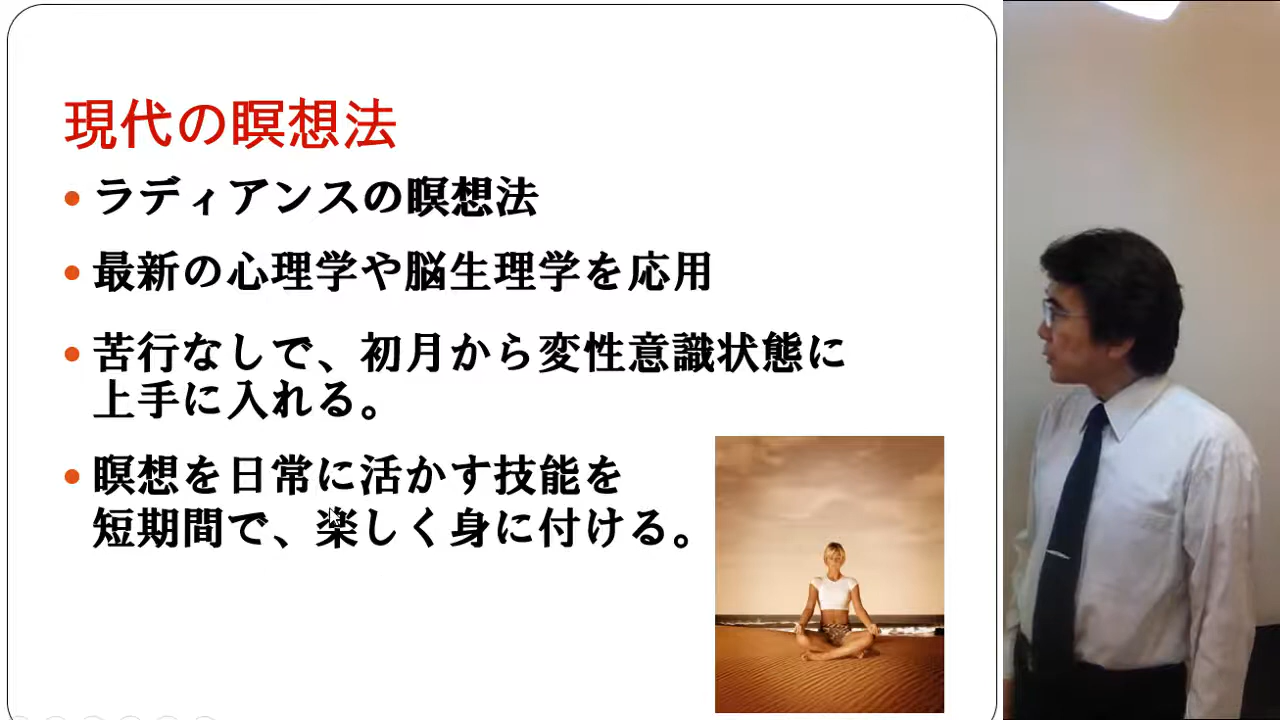 現代の瞑想法
• ラディアンスの瞑想法
• 最新の心理学や脳生理学を応用
• 苦行なしで、初月から変性意識状態に
上手に入れる。
• 瞑想を日常に活かす技能を
短期間で、楽しく身に付ける。